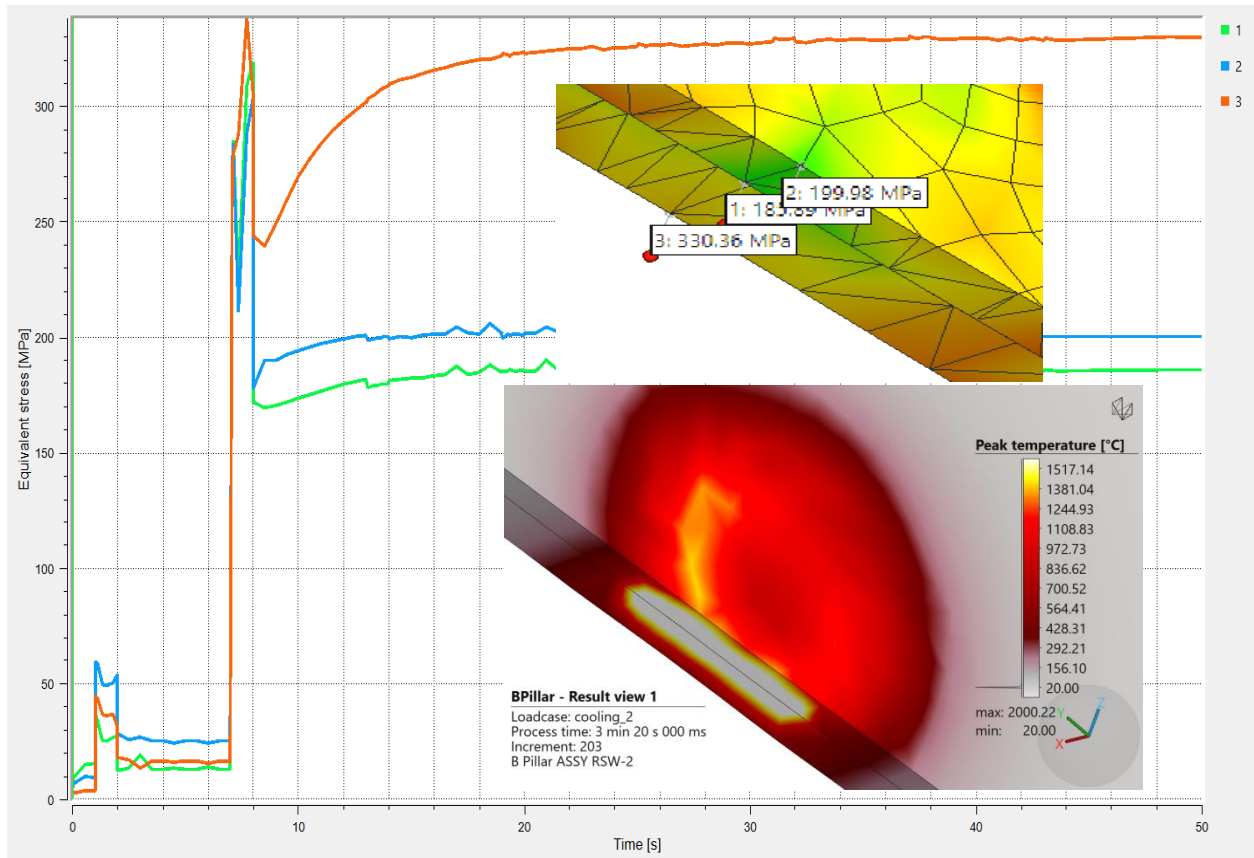 1
2
3
300
250
200
150
100
50
0
Equivalent stress [MPa]
0
10
20
30
40
50
Time [s]
2: 199.98 MPa
1: 185.89 MPa
3: 330.36 MPa
Peak temperature [°C]
1517.14
1381.04
1244.93
1108.83
972.73
836.62
700.52
564.41
428.31
292.21
156.10
20.00
max: 2000.22
min: 20.00
Z
Y
X
BPillar - Result view 1
Loadcase: cooling_2
Process time: 3 min 20 s 000 ms
Increment: 203
B Pillar ASSY RSW-2